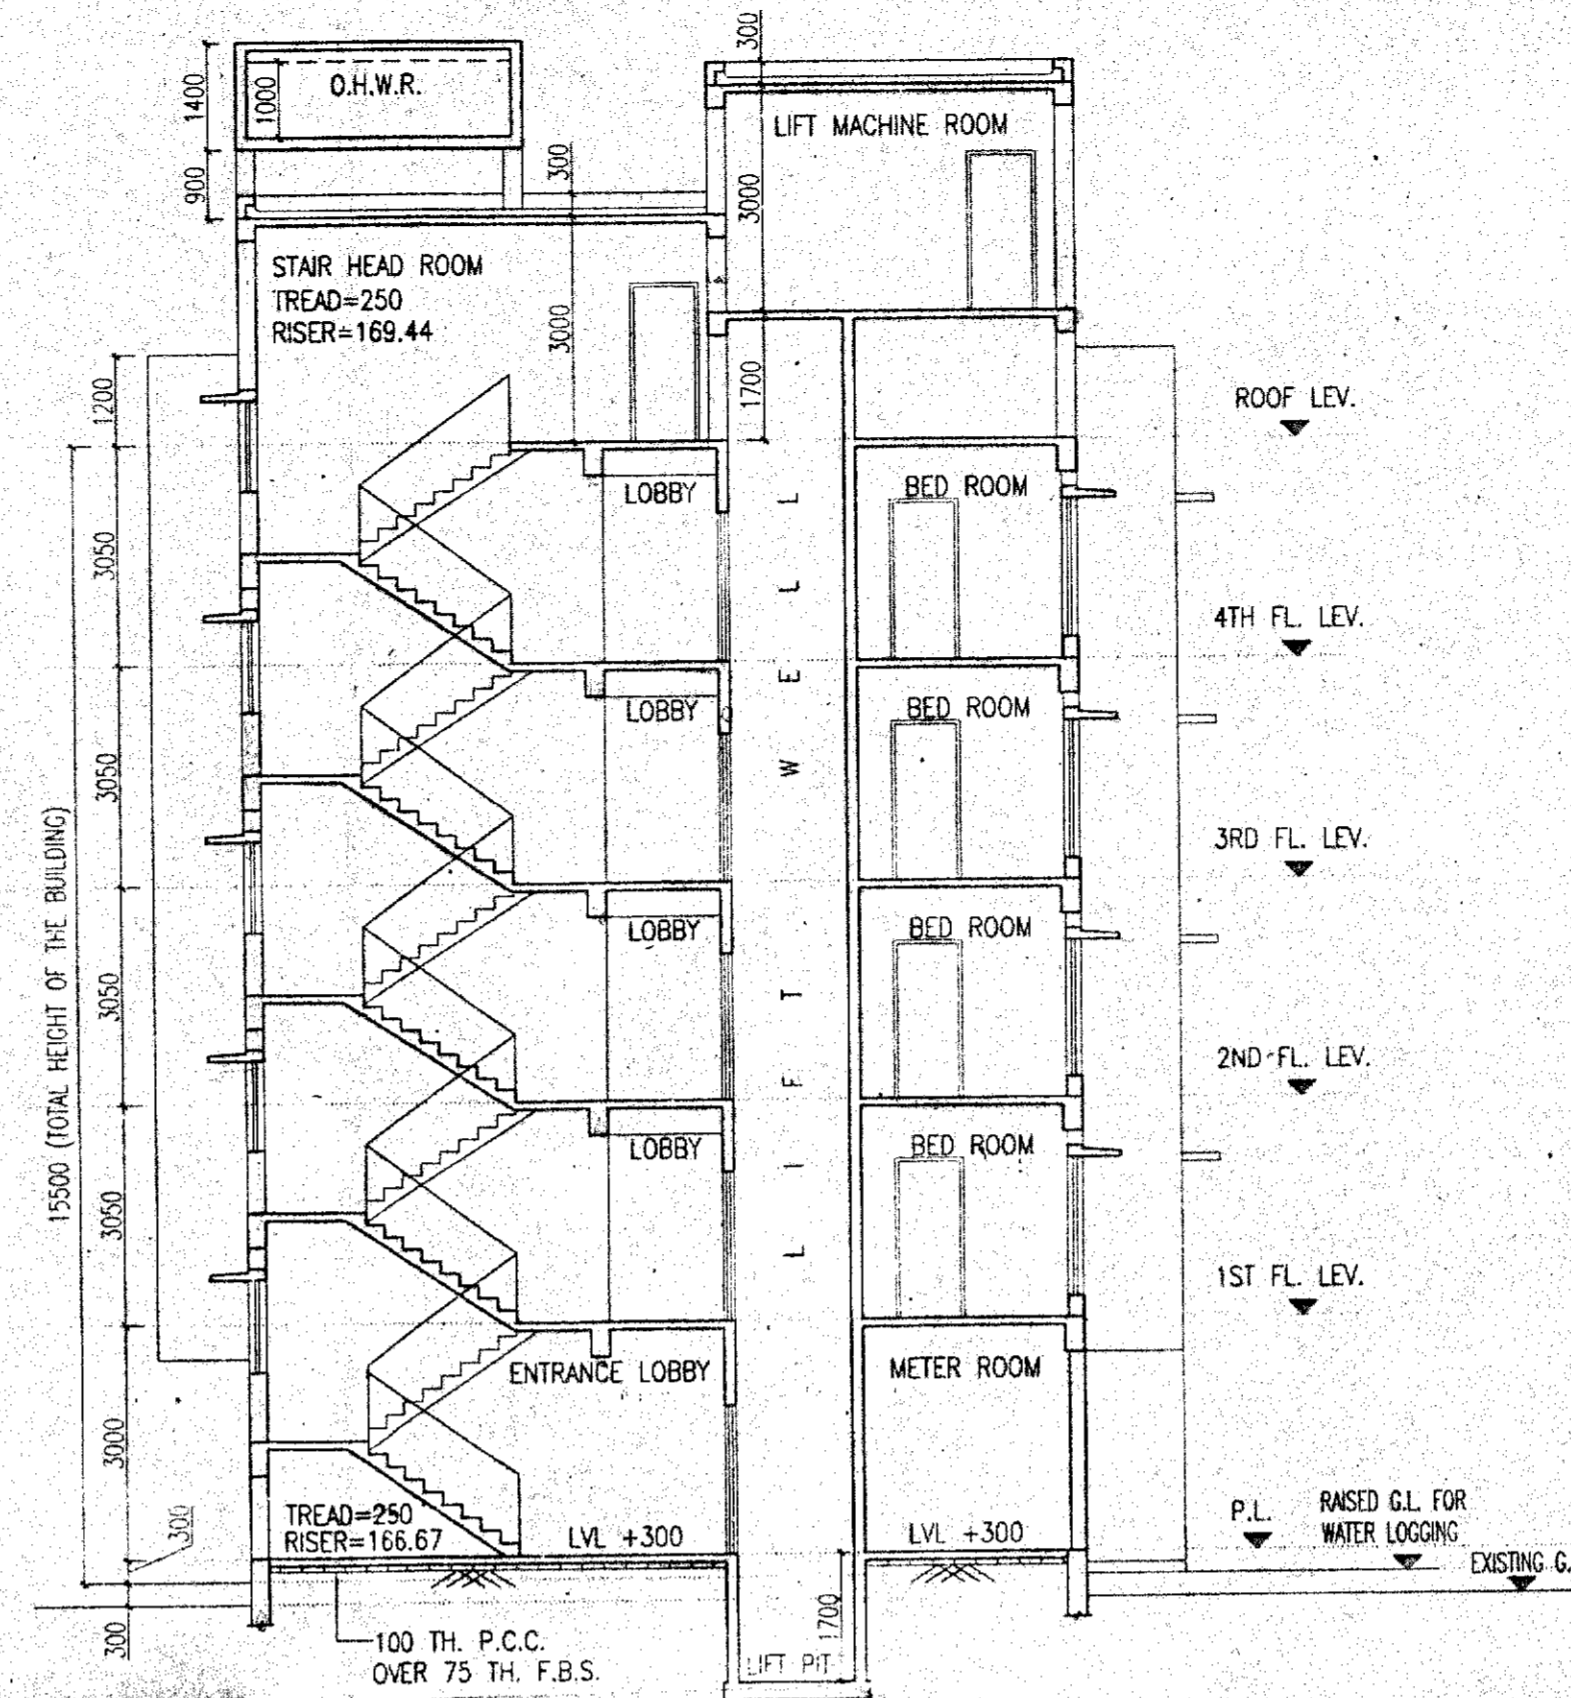 300
1400
1000
O.H.W.R.
LIFT MACHINE ROOM
900
300
3000
STAIR HEAD ROOM
TREAD=250
RISER=169.44
3000
1200
1700
ROOF LEV.
LOBBY
BED ROOM
3050
4TH FL. LEV.
LOBBY
BED ROOM
3050
3RD FL. LEV.
LOBBY
BED ROOM
3050
2ND FL. LEV.
LOBBY
BED ROOM
3050
1ST FL. LEV.
15500 (TOTAL HEIGHT OF THE BUILDING)
LIFT WELL
ENTRANCE LOBBY
METER ROOM
3000
300
TREAD=250
RISER=166.67
LVL +300
LVL +300
P.L.
RAISED G.L. FOR
WATER LOGGING
EXISTING G.
300
100 TH. P.C.C.
OVER 75 TH. F.B.S.
1700
LIFT PIT